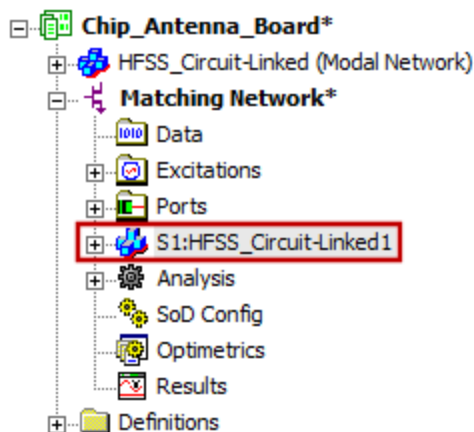 Chip_Antenna_Board*
HFSS_Circuit-Linked (Modal Network)
Matching Network*
1010 Data
Excitations
Ports
S1:HFSS_Circuit-Linked1
Analysis
SoD Config
Optimetrics
Results
Definitions